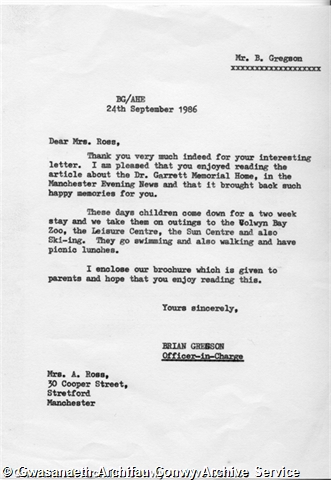 Mr. B. Gregson
xxxxxxxxxxxxxxxxxxxx
BG/AHE
24th September 1986
Dear Mrs. Ross,
Thank you very much indeed for your interesting
letter. I am pleased that you enjoyed reading the
article about the Dr. Garrett Memorial Home, in the
Manchester Evening News and that it brought back such
happy memories for you.
These days children come down for a two week
stay and we take them on outings to the Colwyn Bay
Zoo, the Leisure Centre, the Sun Centre and also
Ski-ing. They go swimming and also walking and have
picnic lunches.
I enclose our brochure which is given to
parents and hope that you enjoy reading this.
Yours sincerely,
BRIAN GREGSON
Officer-in-Charge
Mrs. A. Ross,
30 Cooper Street,
Stretford
Manchester
© Gwasanaeth Archifau Conwy Archive Service